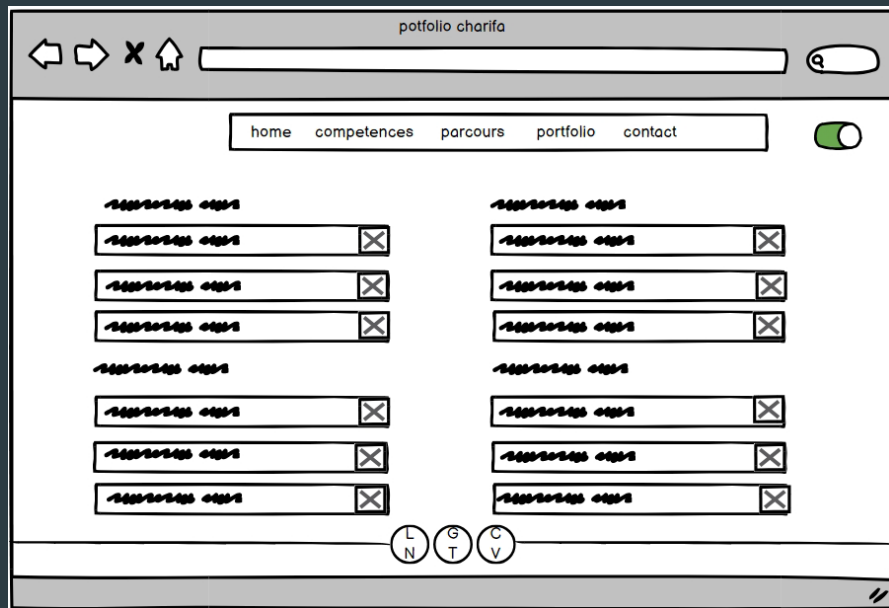 potfolio charifa
home competences parcours portfolio contact
L G C
N T V